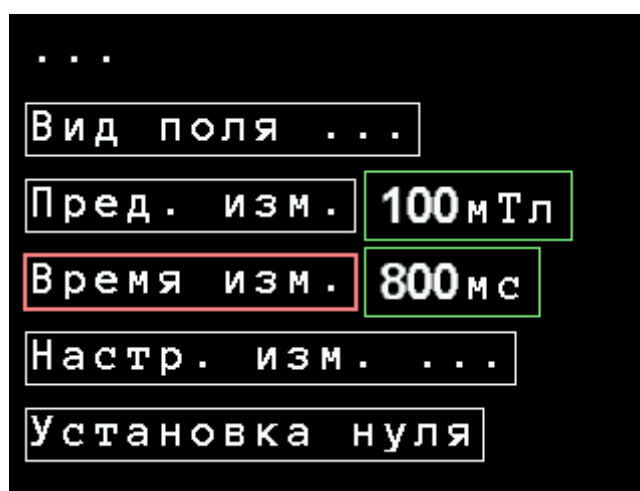 ...
Вид поля ...
Пред. изм. 100мТл
Время изм. 800мс
Настр. изм. ...
Установка нуля